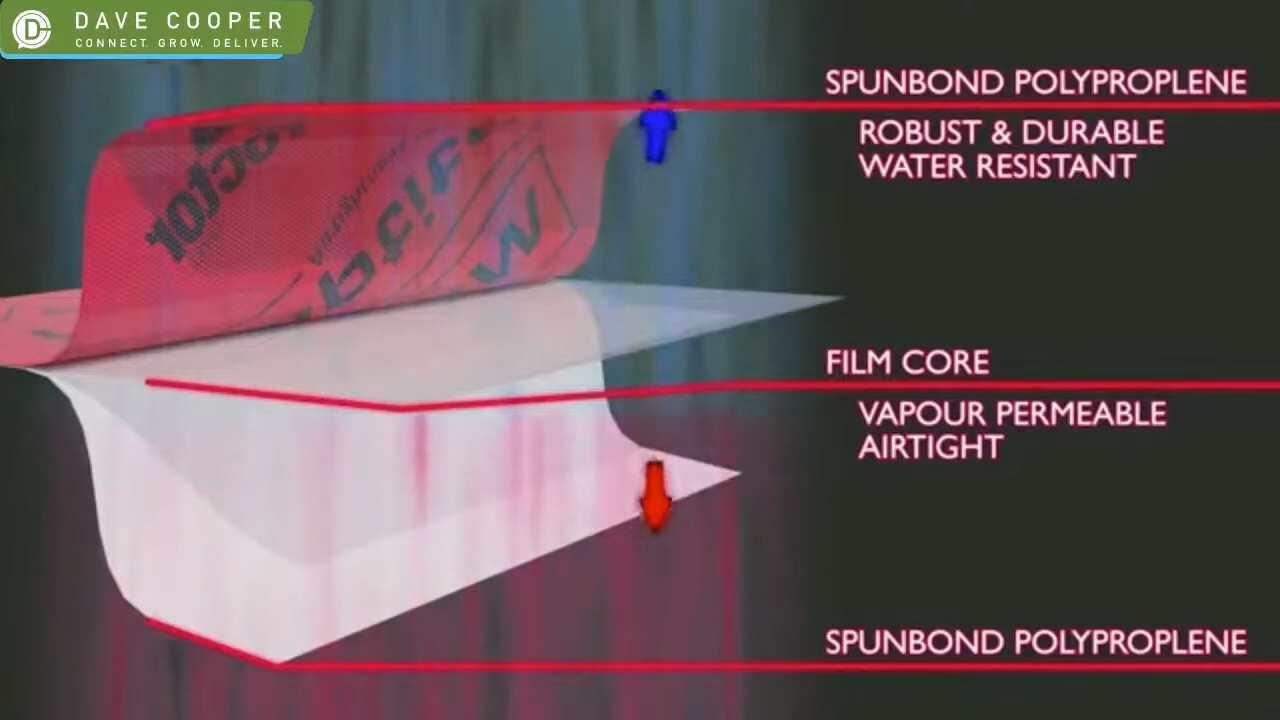 DAVE COOPER
CONNECT. GROW. DELIVER.
SPUNBOND POLYPROPLENE
ROBUST & DURABLE
WATER RESISTANT
FILM CORE
VAPOUR PERMEABLE
AIRTIGHT
SPUNBOND POLYPROPLENE